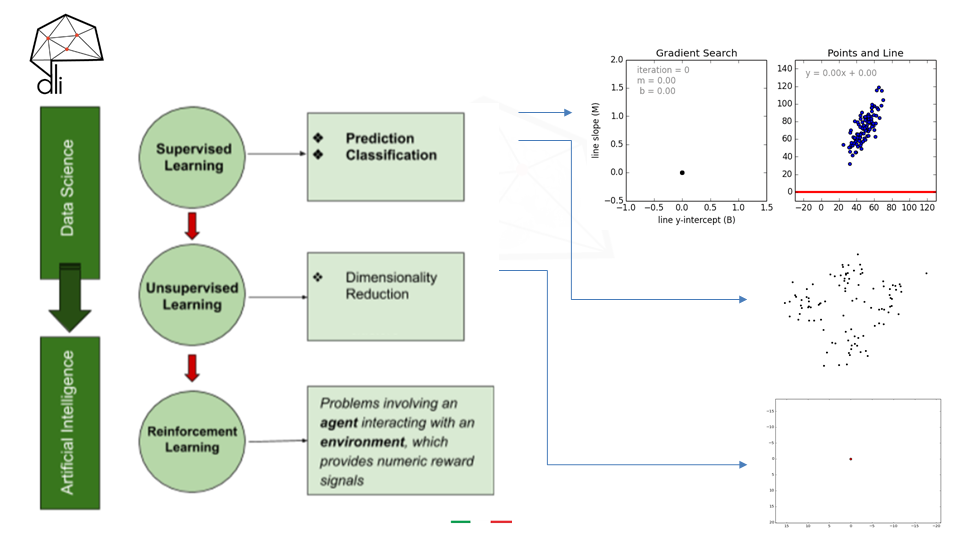 dli
Data Science
Artificial Intelligence
Supervised
Learning
❖ Prediction
❖ Classification
Unsupervised
Learning
❖ Dimensionality
Reduction
Reinforcement
Learning
Problems involving an
agent interacting with an
environment, which
provides numeric reward
signals
Gradient Search
iteration = 0
m = 0.00
b = 0.00
line slope (M)
2.0
1.5
1.0
0.5
0.0
−0.5
−1.0 −0.5 0.0 0.5 1.0 1.5
line y-intercept (B)
Points and Line
y = 0.00x + 0.00
140
120
100
80
60
40
20
0
−20 0 20 40 60 80 100 120